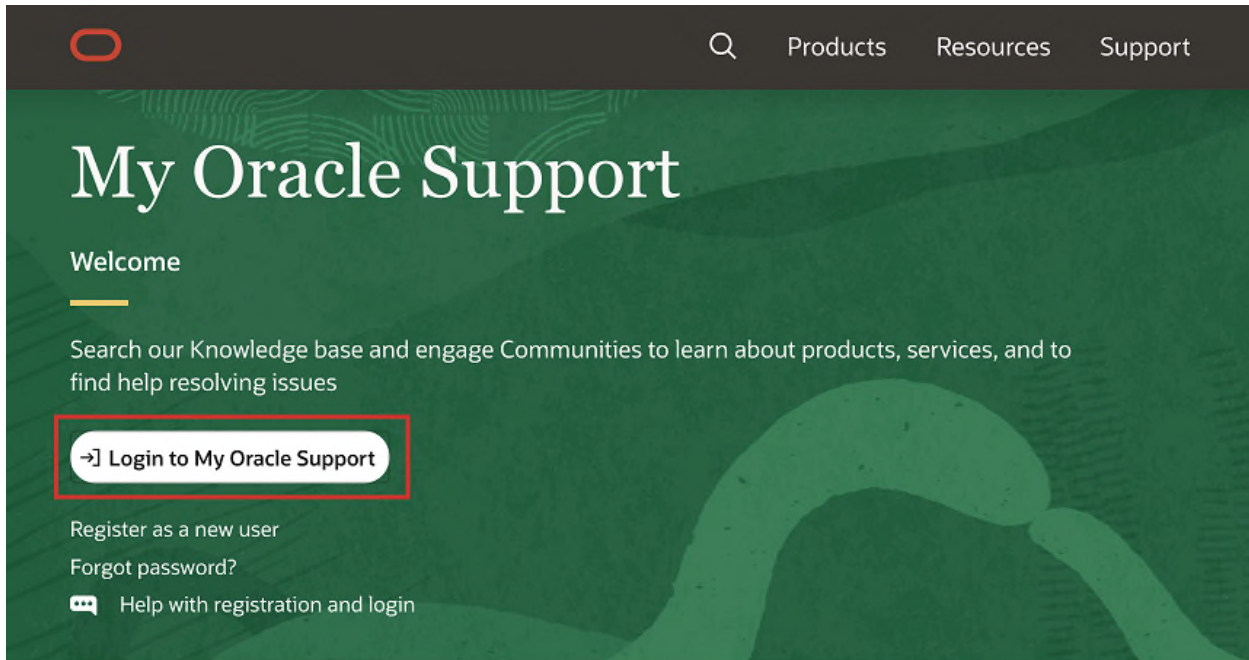 Products Resources Support
My Oracle Support
Welcome
Search our Knowledge base and engage Communities to learn about products, services, and to
find help resolving issues
Login to My Oracle Support
Register as a new user
Forgot password?
Help with registration and login